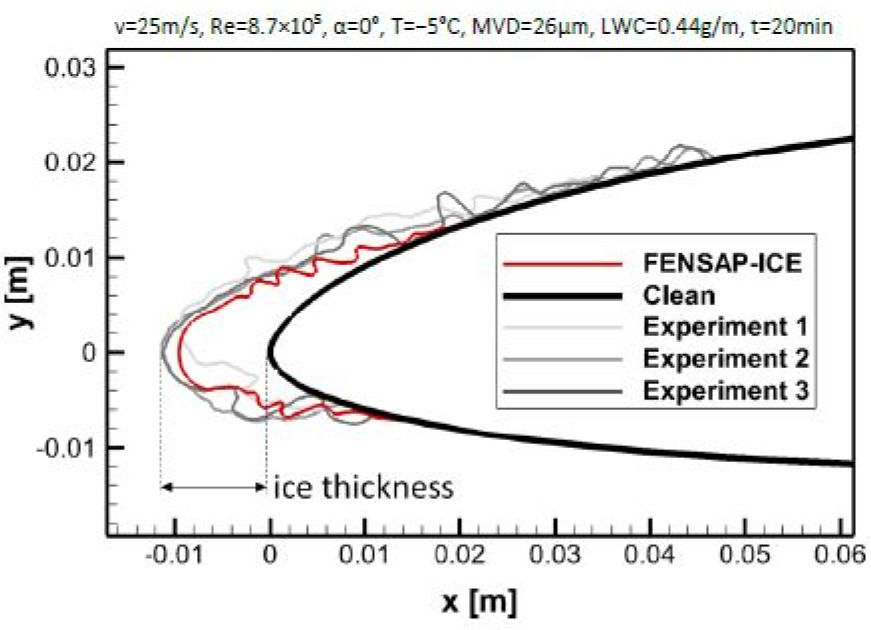 v=25m/s, Re=8.7×10⁵, α=0⁰, T=−5⁰C, MVD=26μm, LWC=0.44g/m, t=20min
0.03
0.02
0.01
0
-0.01
y [m]
FENSAP-ICE
Clean
Experiment 1
Experiment 2
Experiment 3
ice thickness
-0.01 0 0.01 0.02 0.03 0.04 0.05 0.06
x [m]